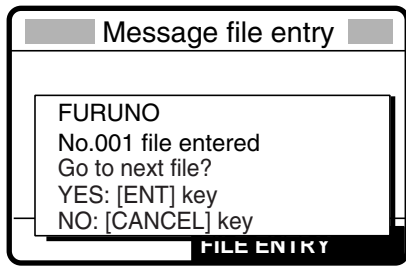 Message file entry
FURUNO
No.001 file entered
Go to next file?
YES: [ENT] key
NO: [CANCEL] key
FILE ENTRY